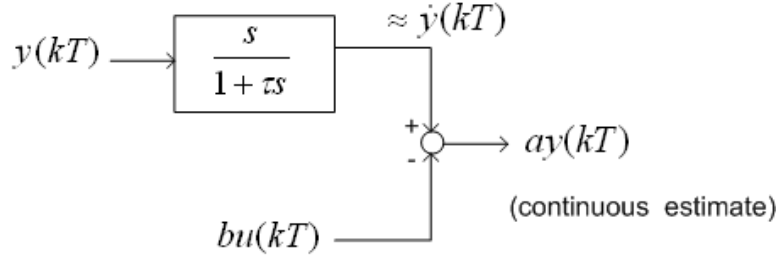 ≈ ẏ(kT)
y(kT)
s
1 + τs
+
-
ay(kT)
(continuous estimate)
bu(kT)